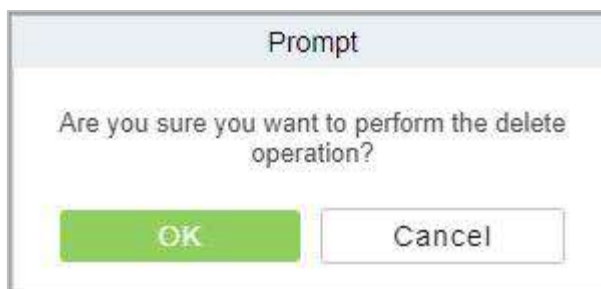 Prompt
Are you sure you want to perform the delete
operation?
OK
Cancel